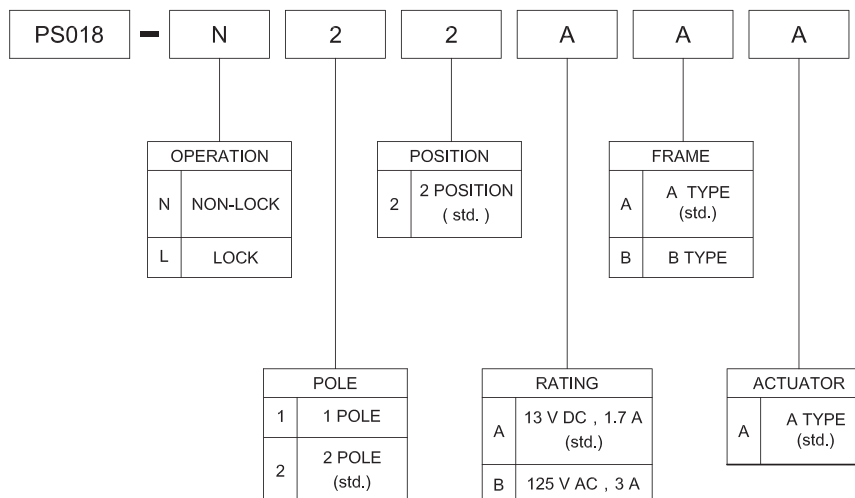 PS018 - N 2 2 A A A
OPERATION
N NON-LOCK
L LOCK
POSITION
2 2 POSITION
( std. )
FRAME
A A TYPE
(std.)
B B TYPE
POLE
1 1 POLE
2 2 POLE
(std.)
RATING
A 13 V DC , 1.7 A
(std.)
B 125 V AC , 3 A
ACTUATOR
A A TYPE
(std.)